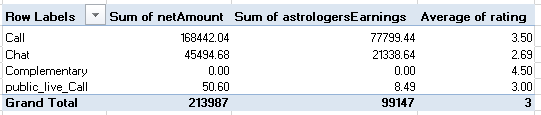 Row Labels Sum of netAmount Sum of astrologersEarnings Average of rating
Call 168442.04 77799.44 3.50
Chat 45494.68 21338.64 2.69
Complementary 0.00 0.00 4.50
public_live_Call 50.60 8.49 3.00
Grand Total 213987 99147 3